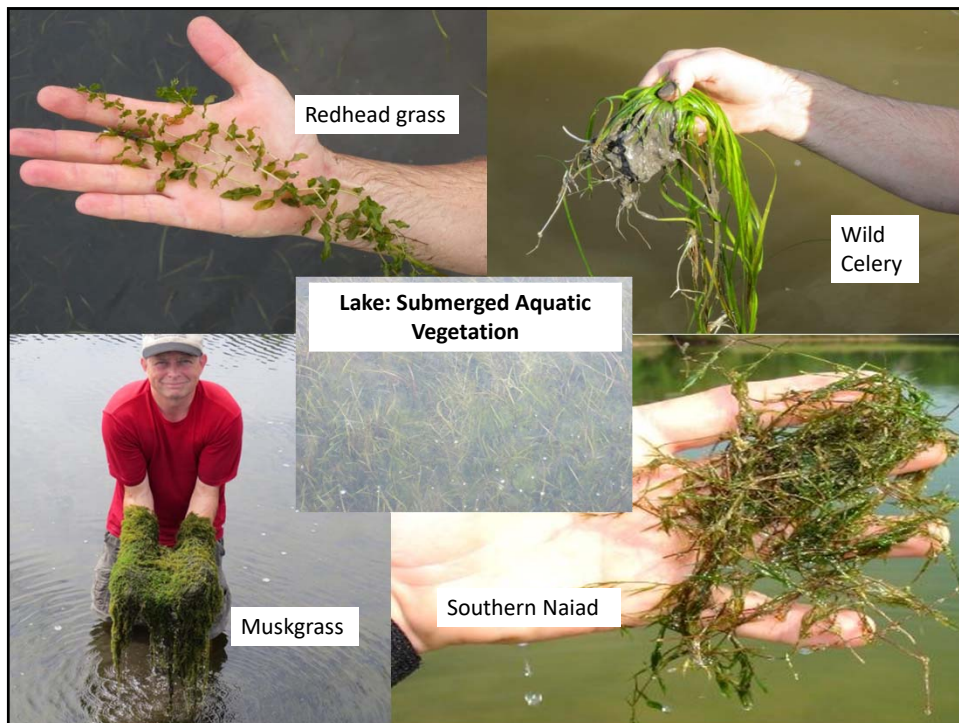 Redhead grass
Wild
Celery
Lake: Submerged Aquatic
Vegetation
Muskgrass
Southern Naiad